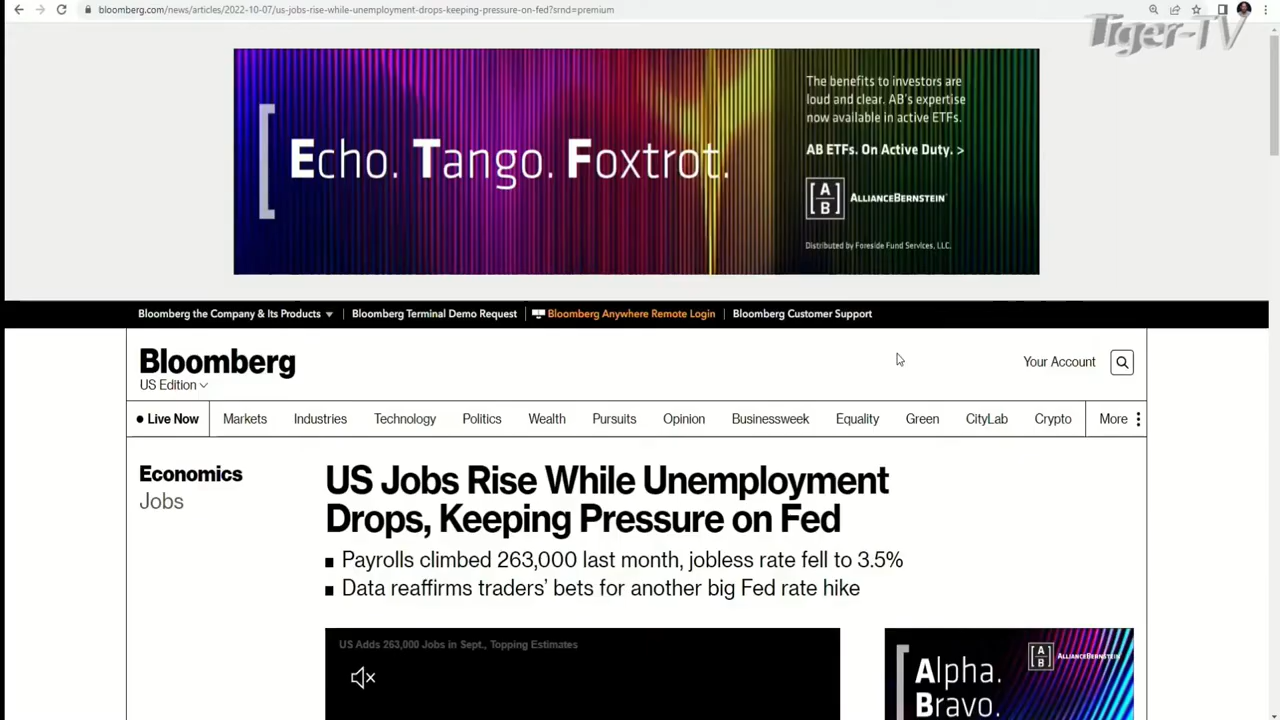 bloomberg.com/news/articles/2022-10-07/us-jobs-rise-while-unemployment-drops-keeping-pressure-on-fed?srnd=premium
Tiger-TV
Echo. Tango. Foxtrot.
The benefits to investors are
loud and clear. AB's expertise
now available in active ETFs.
AB ETFs. On Active Duty. >
[A B] ALLIANCEBERNSTEIN
Distributed by Foreside Fund Services, LLC.
Bloomberg the Company & Its Products
Bloomberg Terminal Demo Request
Bloomberg Anywhere Remote Login
Bloomberg Customer Support
Bloomberg
US Edition
Your Account
Live Now Markets Industries Technology Politics Wealth Pursuits Opinion Businessweek Equality Green CityLab Crypto More
Economics
Jobs
US Jobs Rise While Unemployment
Drops, Keeping Pressure on Fed
Payrolls climbed 263,000 last month, jobless rate fell to 3.5%
Data reaffirms traders' bets for another big Fed rate hike
US Adds 263,000 Jobs in Sept., Topping Estimates
[A B] ALLIANCEBERNSTEIN
Alpha.
Bravo.